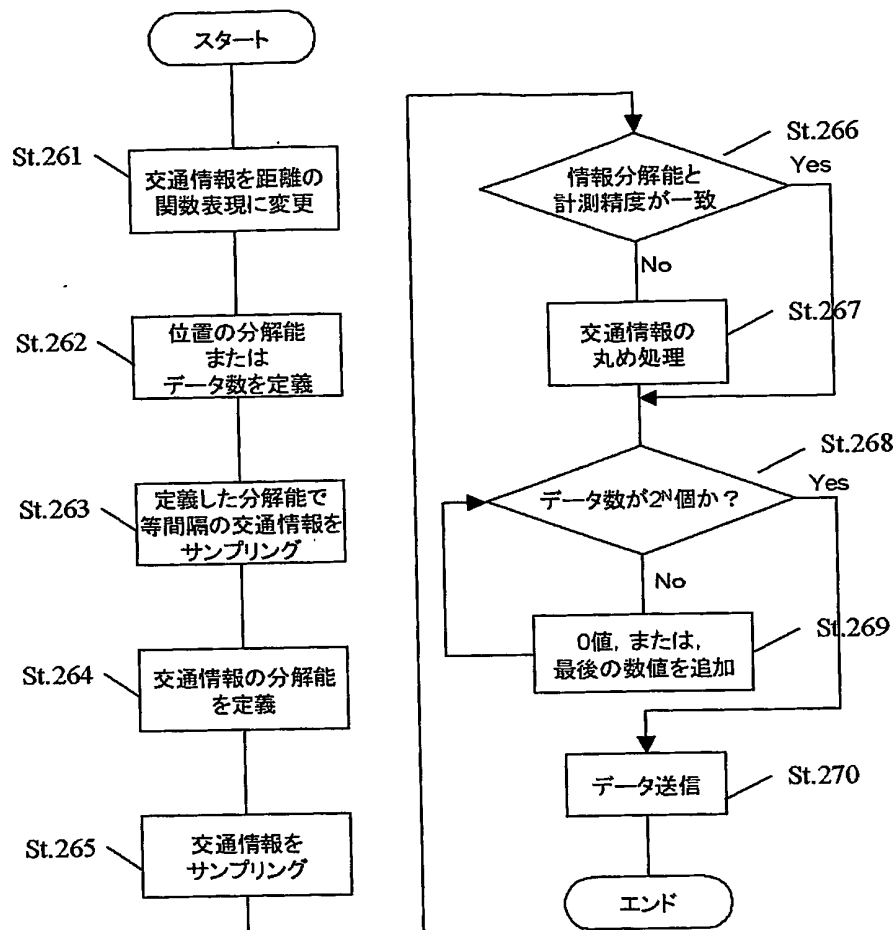 スタート
St.261
交通情報を距離の
関数表現に変更
St.262
位置の分解能
または
データ数を定義
St.263
定義した分解能で
等間隔の交通情報を
サンプリング
St.264
交通情報の分解能
を定義
St.265
交通情報を
サンプリング
St.266
情報分解能と
計測精度が一致
Yes
No
St.267
交通情報の
丸め処理
St.268
データ数が2ᴺ個か？
Yes
No
St.269
0値，または，
最後の数値を追加
データ送信
St.270
エンド